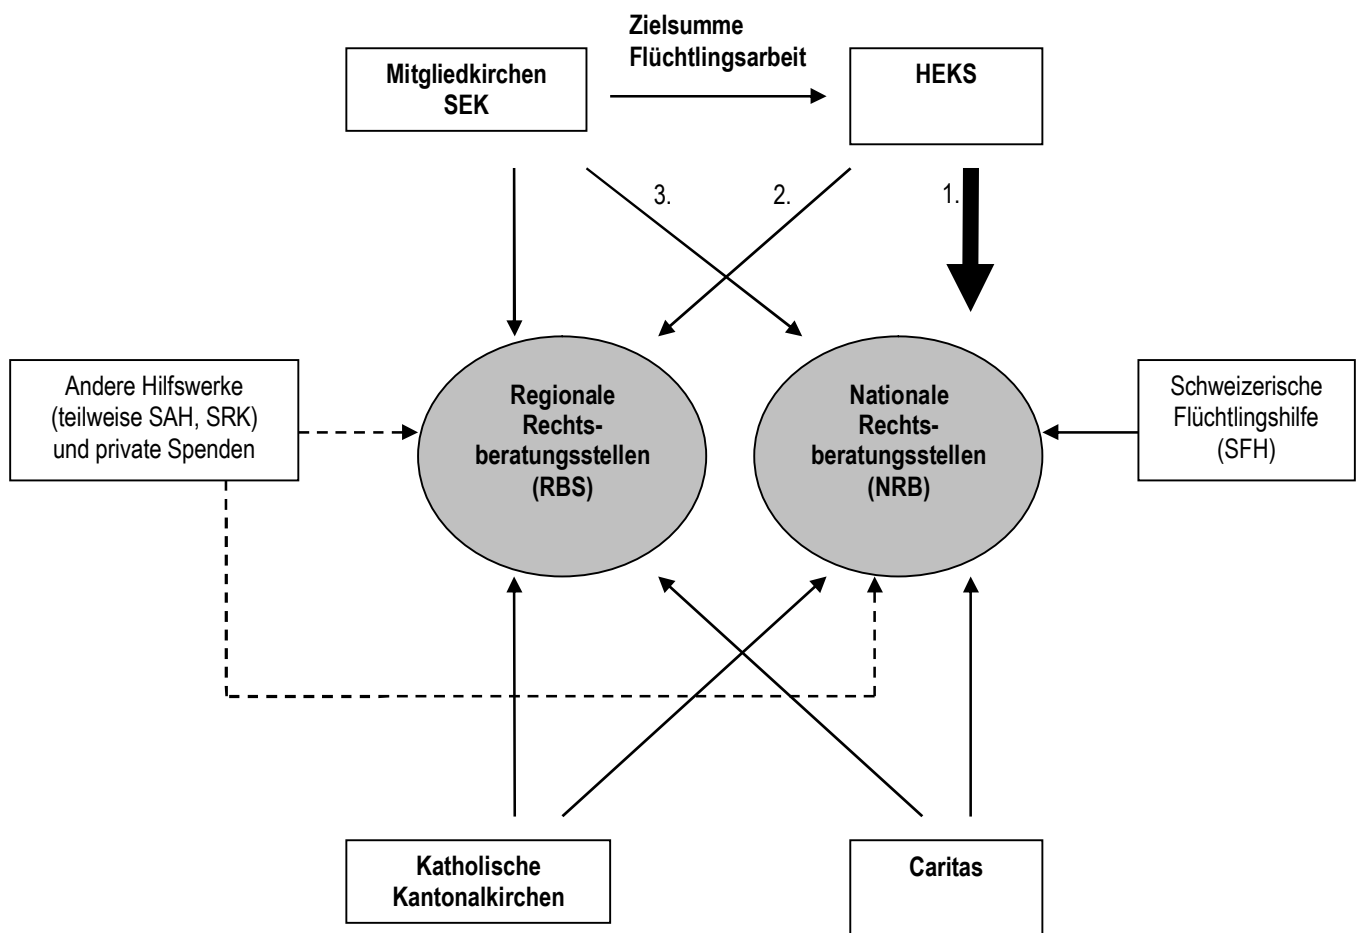 Zielsumme
Flüchtlingsarbeit
Mitgliedkirchen
SEK
HEKS
3.
2.
1.
Andere Hilfswerke
(teilweise SAH, SRK)
und private Spenden
Regionale
Rechts-
beratungsstellen
(RBS)
Nationale
Rechts-
beratungsstellen
(NRB)
Schweizerische
Flüchtlingshilfe
(SFH)
Katholische
Kantonalkirchen
Caritas